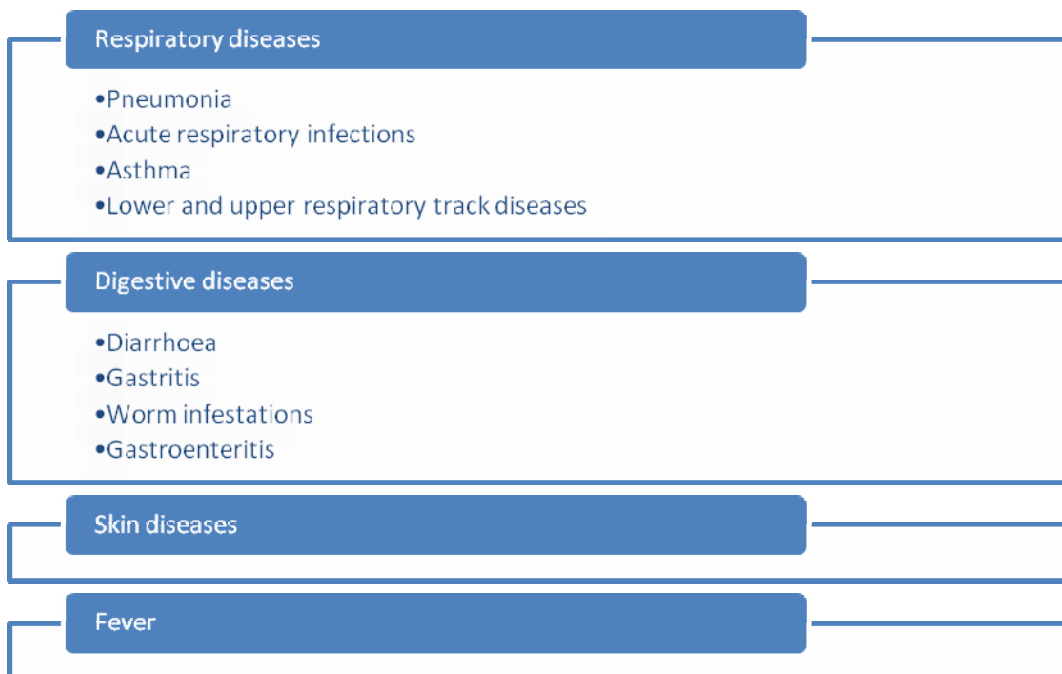 Respiratory diseases
•Pneumonia
•Acute respiratory infections
•Asthma
•Lower and upper respiratory track diseases
Digestive diseases
•Diarrhoea
•Gastritis
•Worm infestations
•Gastroenteritis
Skin diseases
Fever